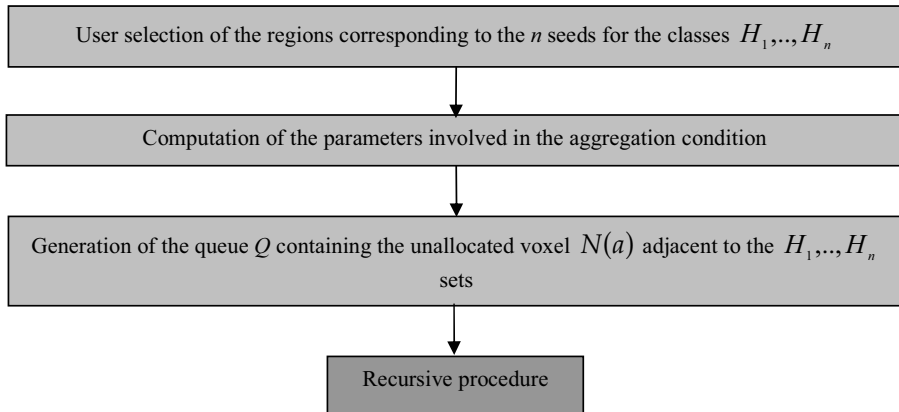 User selection of the regions corresponding to the n seeds for the classes H₁,..,Hₙ
Computation of the parameters involved in the aggregation condition
Generation of the queue Q containing the unallocated voxel N(a) adjacent to the H₁,..,Hₙ
sets
Recursive procedure